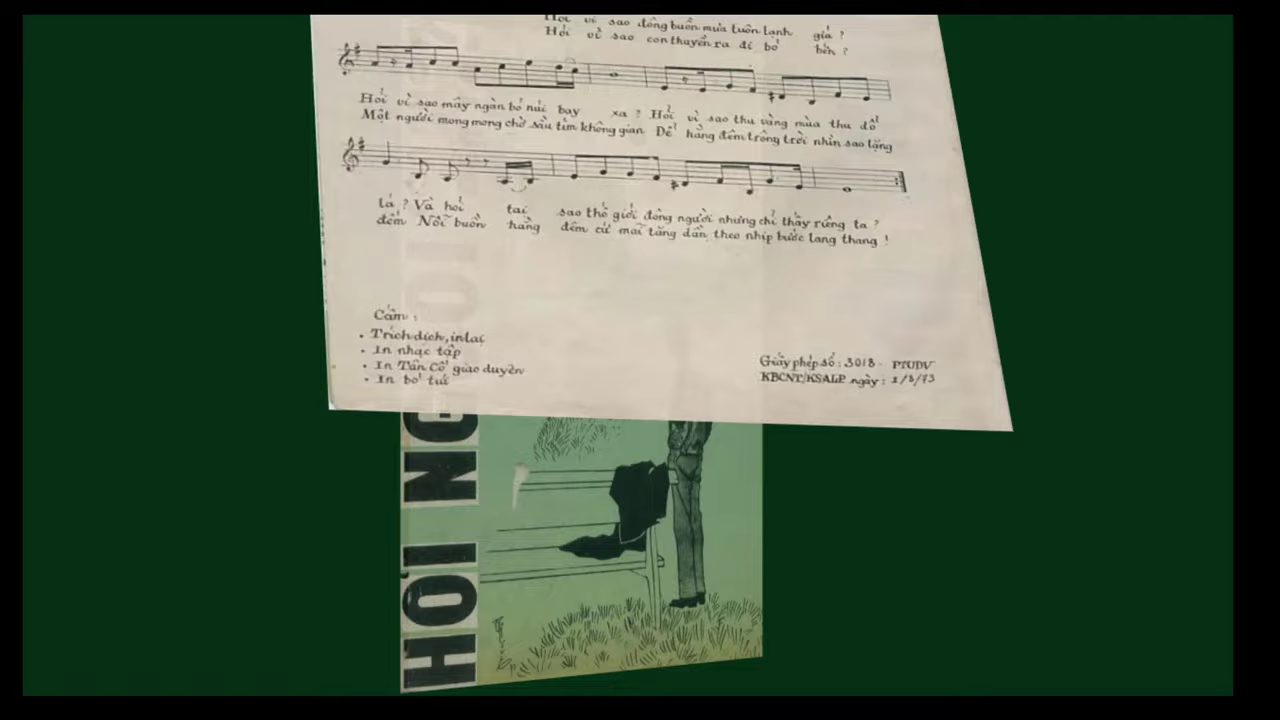 Hỏi vì sao đông buồn mưa tuôn lạnh giá ?
Hỏi vì sao con thuyền ra đi bỏ bến ?
Hỏi vì sao mây ngàn bỏ núi bay xa ? Hỏi vì sao thu vàng mùa thu đổ
Một người mong mong chờ sầu tím không gian Để hằng đêm trông trời nhìn sao lặng
lá ? Và hỏi tại sao thế giới đông người nhưng chỉ thấy riêng ta ?
đếm Nỗi buồn hằng đêm cứ mãi tăng dần theo nhịp bước lang thang !
Cấm :
• Trích dịch, in lại
• In nhạc tập
• In Tân Cổ giao duyên
• In bỏ túi
Giấy phép số : 3018 PTUDV
KBCNT/KSALP ngày : 2/8/73
HỎI NG